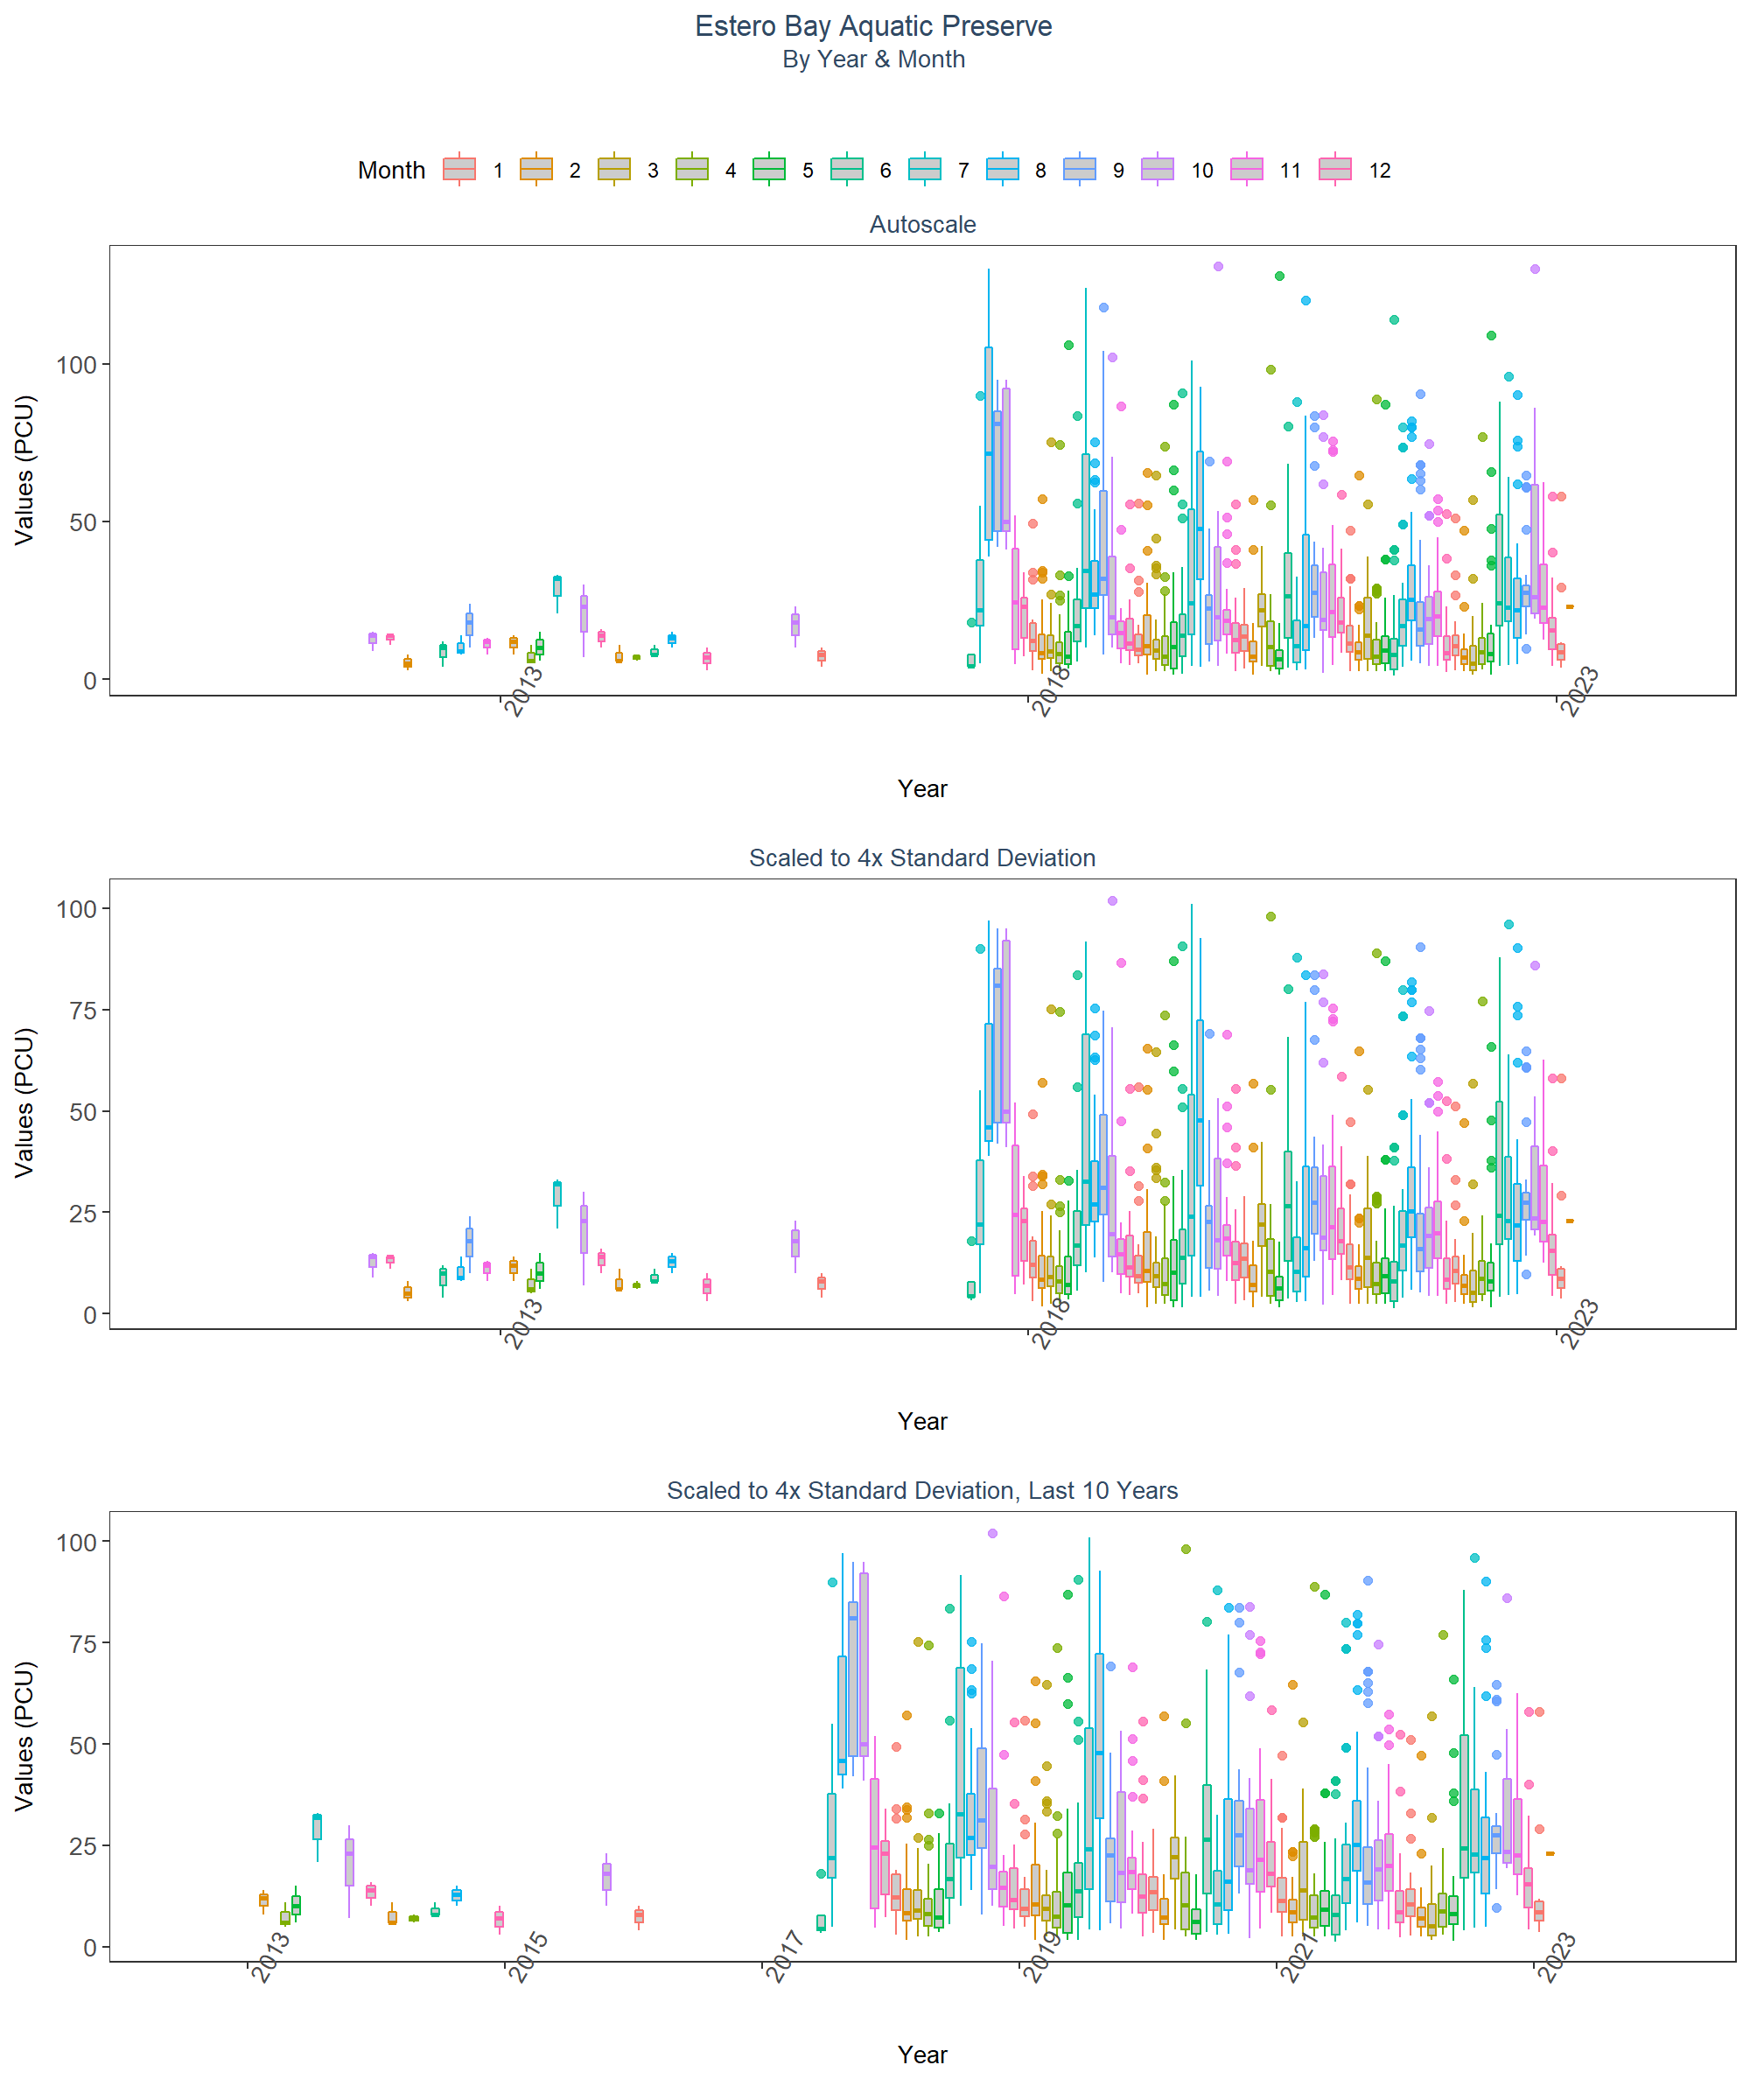 Estero Bay Aquatic Preserve
By Year & Month
Month 1 2 3 4 5 6 7 8 9 10 11 12
Autoscale
Values (PCU)
100
50
0
2013 2018 2023
Year
Scaled to 4x Standard Deviation
Values (PCU)
100
75
50
25
0
2013 2018 2023
Year
Scaled to 4x Standard Deviation, Last 10 Years
Values (PCU)
100
75
50
25
0
2013 2015 2017 2019 2021 2023
Year